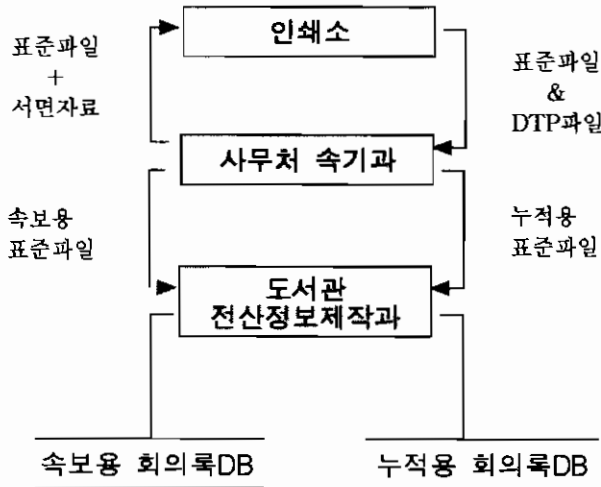 인쇄소
표준파일
+
서면자료
표준파일
&
DTP파일
사무처 속기과
속보용
표준파일
누적용
표준파일
도서관
전산정보제작과
속보용 회의록DB
누적용 회의록DB